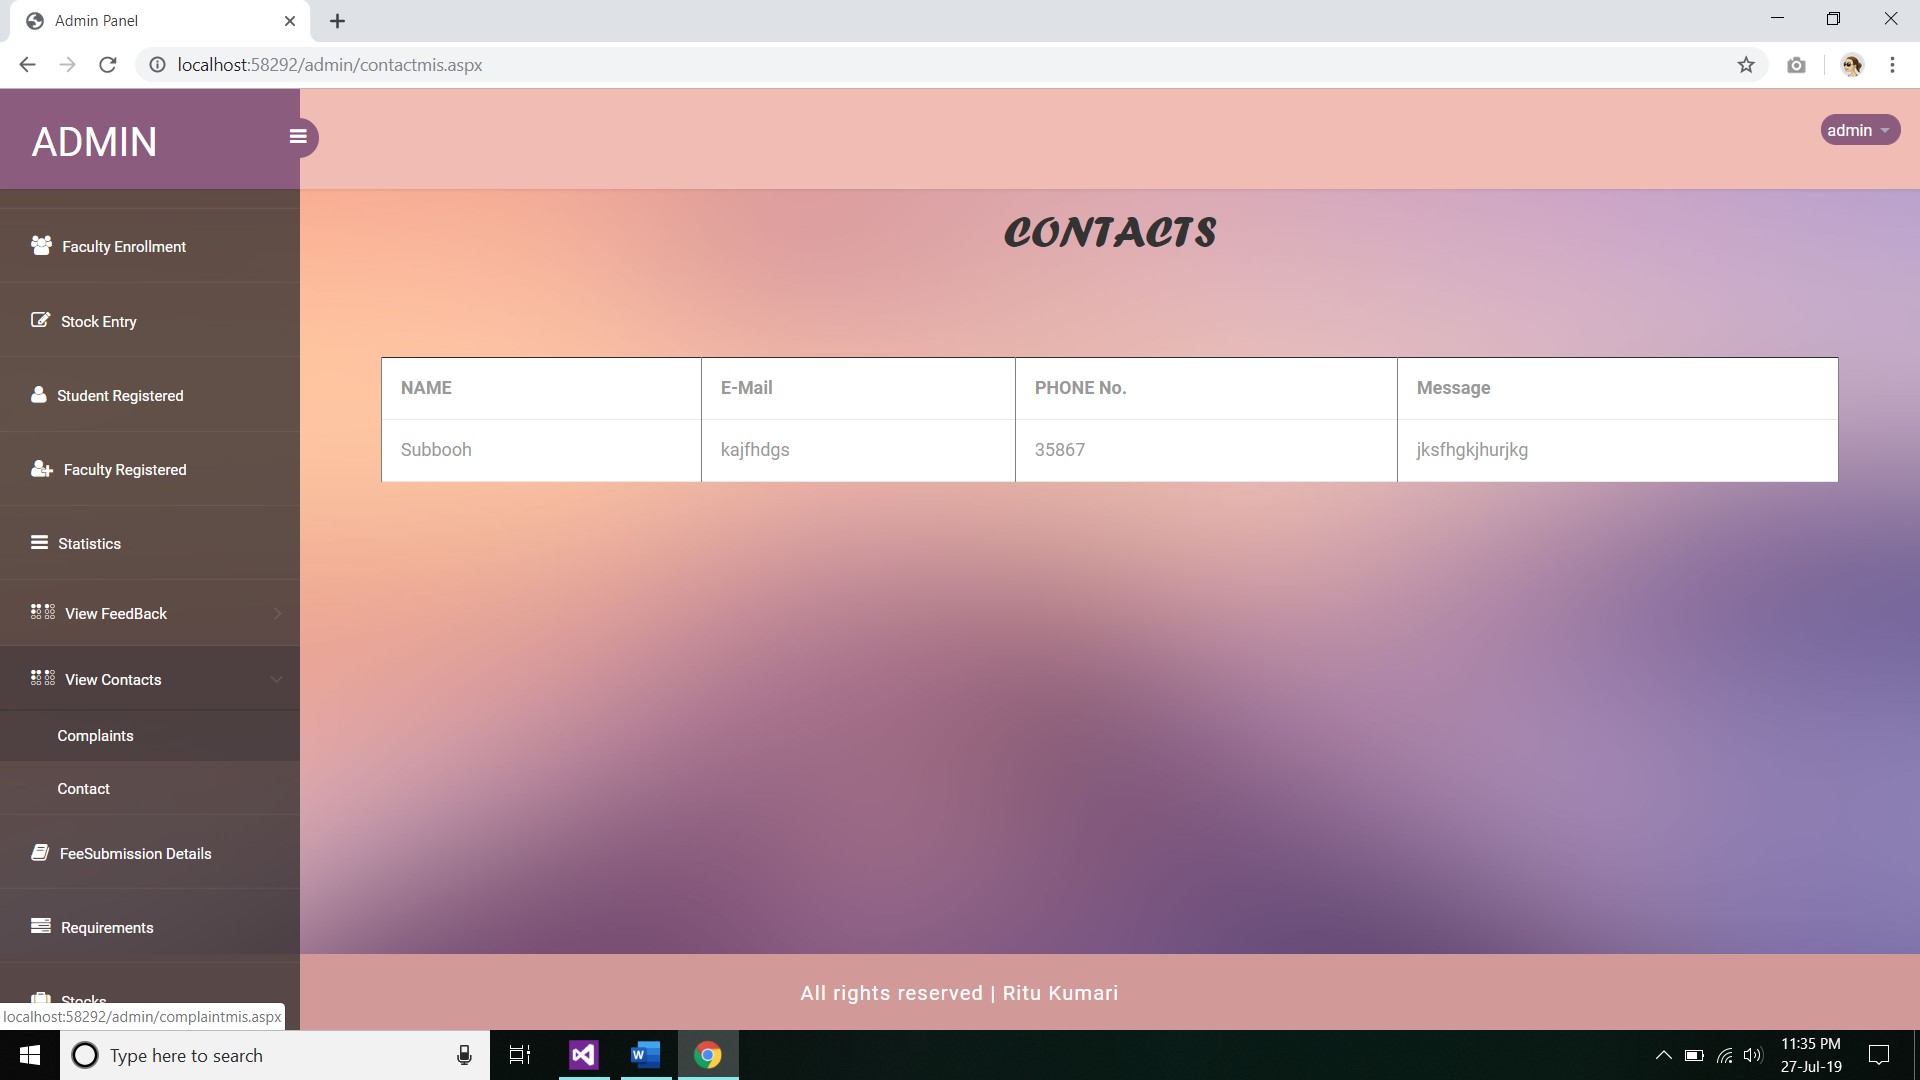 Admin Panel
localhost:58292/admin/contactmis.aspx
ADMIN
admin
Faculty Enrollment
Stock Entry
Student Registered
Faculty Registered
Statistics
View FeedBack
View Contacts
Complaints
Contact
FeeSubmission Details
Requirements
Stocks
CONTACTS
NAME E-Mail PHONE No. Message
Subbooh kajfhdgs 35867 jksfhgkjhurjkg
All rights reserved | Ritu Kumari
localhost:58292/admin/complaintmis.aspx
Type here to search
11:35 PM
27-Jul-19